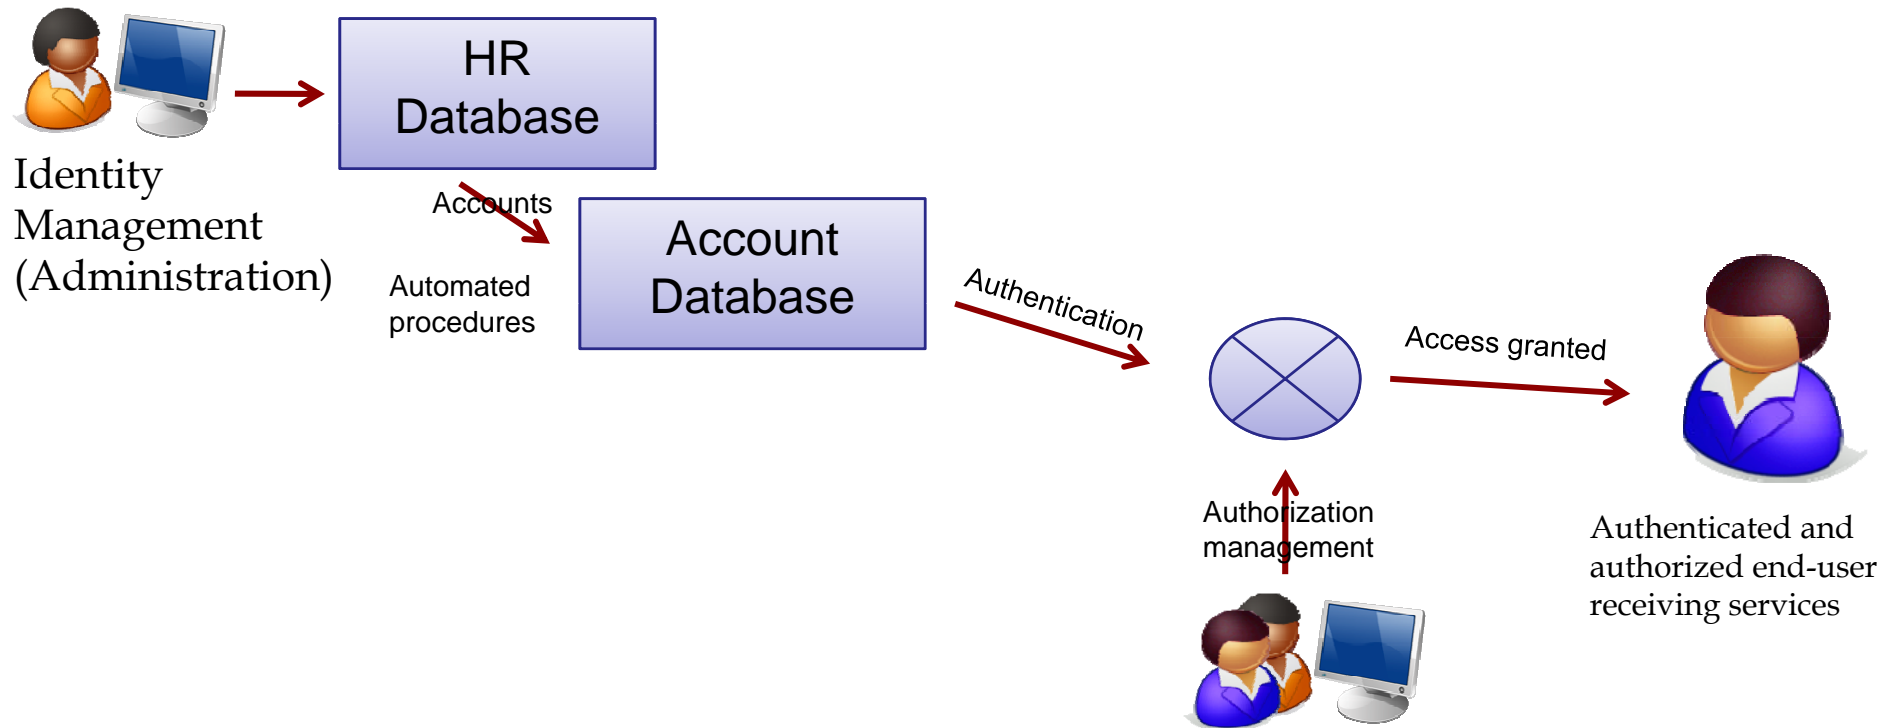 HR
Database
Identity
Management
(Administration)
Accounts
Automated
procedures
Account
Database
Authentication
Access granted
Authorization
management
Authenticated and
authorized end-user
receiving services